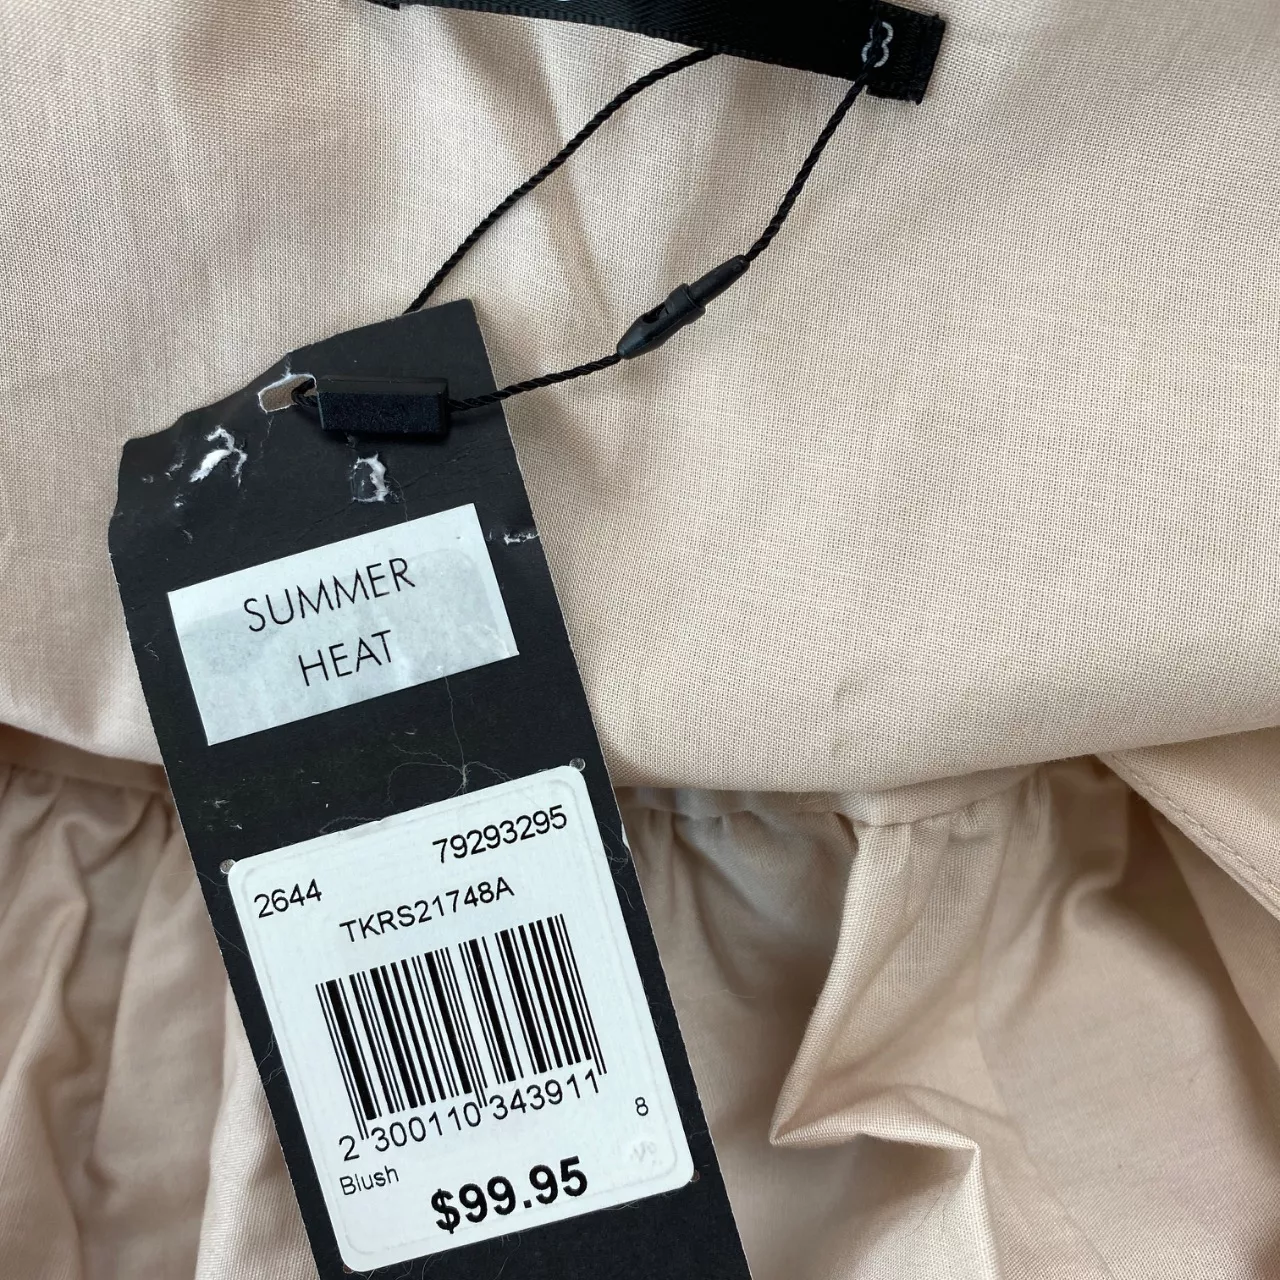 8
SUMMER
HEAT
79293295
2644
TKRS21748A
2 300110 343911
8
Blush
$99.95